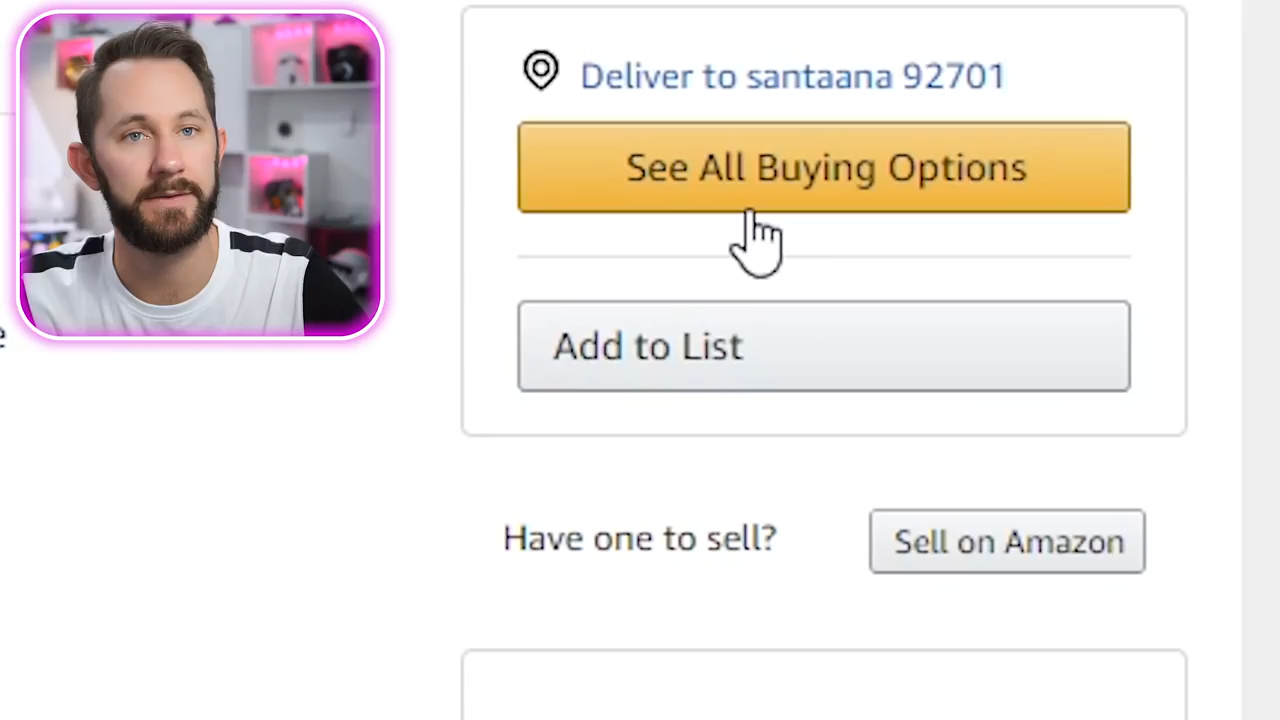 Deliver to santaana 92701
See All Buying Options
Add to List
Have one to sell?
Sell on Amazon
e